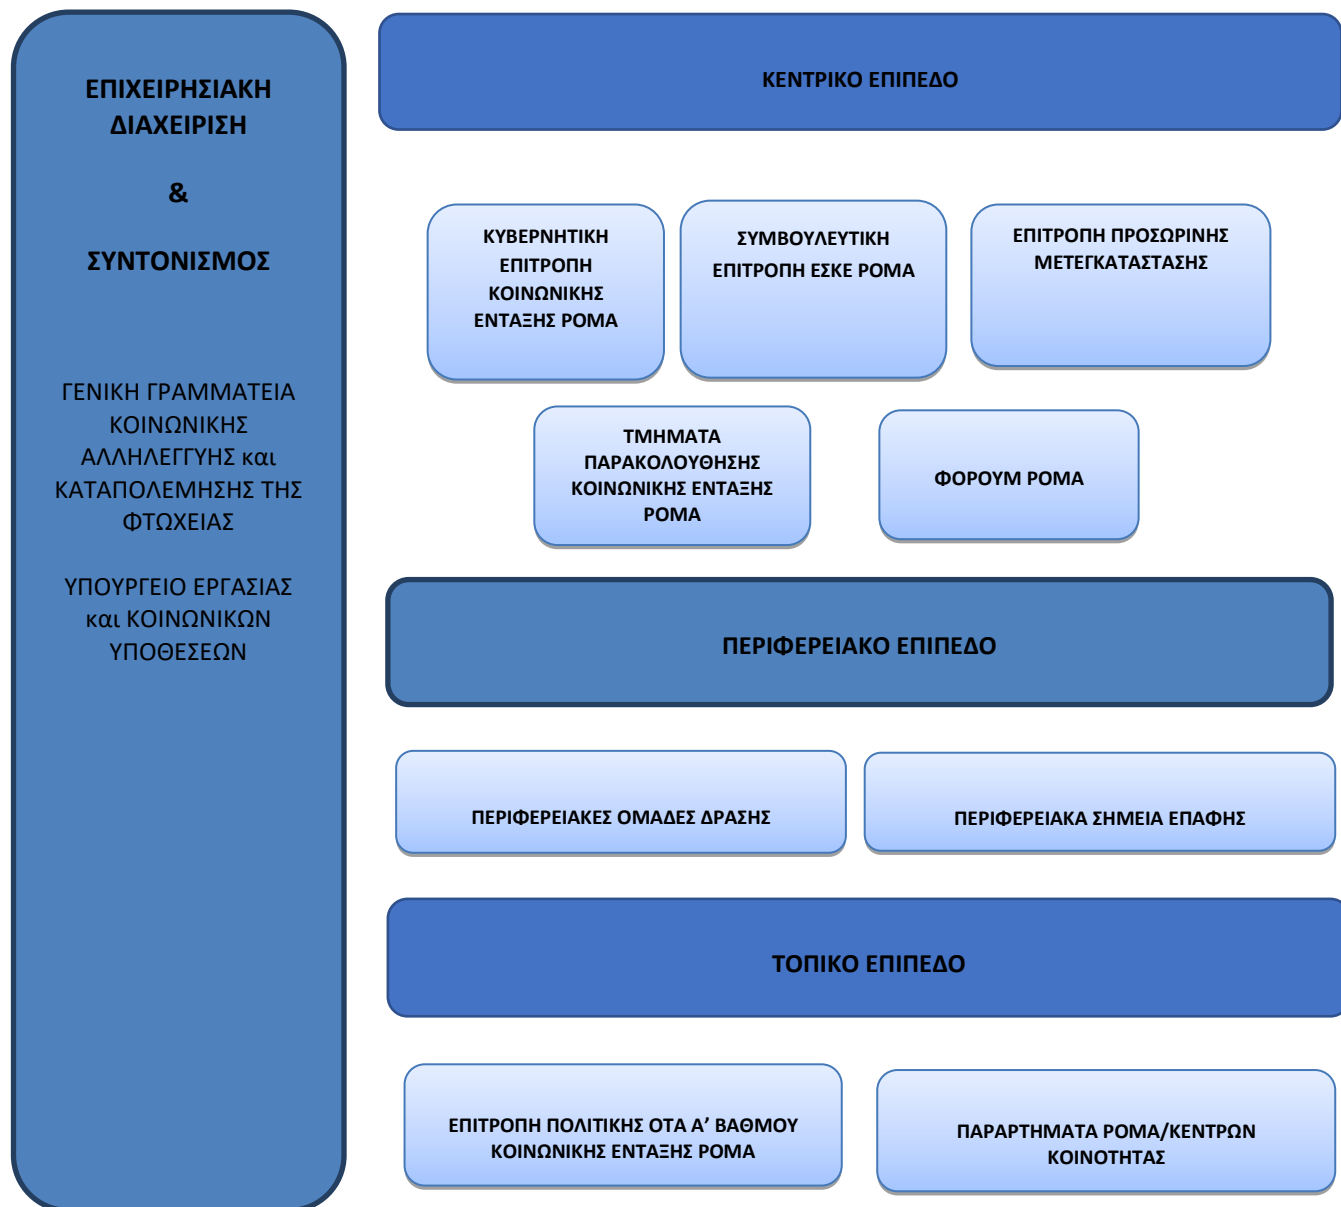 ΕΠΙΧΕΙΡΗΣΙΑΚΗ
ΔΙΑΧΕΙΡΙΣΗ
&
ΣΥΝΤΟΝΙΣΜΟΣ
ΓΕΝΙΚΗ ΓΡΑΜΜΑΤΕΙΑ
ΚΟΙΝΩΝΙΚΗΣ
ΑΛΛΗΛΕΓΓΥΗΣ και
ΚΑΤΑΠΟΛΕΜΗΣΗΣ ΤΗΣ
ΦΤΩΧΕΙΑΣ
ΥΠΟΥΡΓΕΙΟ ΕΡΓΑΣΙΑΣ
και ΚΟΙΝΩΝΙΚΩΝ
ΥΠΟΘΕΣΕΩΝ
ΚΕΝΤΡΙΚΟ ΕΠΙΠΕΔΟ
ΚΥΒΕΡΝΗΤΙΚΗ
ΕΠΙΤΡΟΠΗ
ΚΟΙΝΩΝΙΚΗΣ
ΕΝΤΑΞΗΣ ΡΟΜΑ
ΣΥΜΒΟΥΛΕΥΤΙΚΗ
ΕΠΙΤΡΟΠΗ ΕΣΚΕ ΡΟΜΑ
ΕΠΙΤΡΟΠΗ ΠΡΟΣΩΡΙΝΗΣ
ΜΕΤΕΓΚΑΤΑΣΤΑΣΗΣ
ΤΜΗΜΑΤΑ
ΠΑΡΑΚΟΛΟΥΘΗΣΗΣ
ΚΟΙΝΩΝΙΚΗΣ ΕΝΤΑΞΗΣ
ΡΟΜΑ
ΦΟΡΟΥΜ ΡΟΜΑ
ΠΕΡΙΦΕΡΕΙΑΚΟ ΕΠΙΠΕΔΟ
ΠΕΡΙΦΕΡΕΙΑΚΕΣ ΟΜΑΔΕΣ ΔΡΑΣΗΣ
ΠΕΡΙΦΕΡΕΙΑΚΑ ΣΗΜΕΙΑ ΕΠΑΦΗΣ
ΤΟΠΙΚΟ ΕΠΙΠΕΔΟ
ΕΠΙΤΡΟΠΗ ΠΟΛΙΤΙΚΗΣ ΟΤΑ Α’ ΒΑΘΜΟΥ
ΚΟΙΝΩΝΙΚΗΣ ΕΝΤΑΞΗΣ ΡΟΜΑ
ΠΑΡΑΡΤΗΜΑΤΑ ΡΟΜΑ/ΚΕΝΤΡΩΝ
ΚΟΙΝΟΤΗΤΑΣ